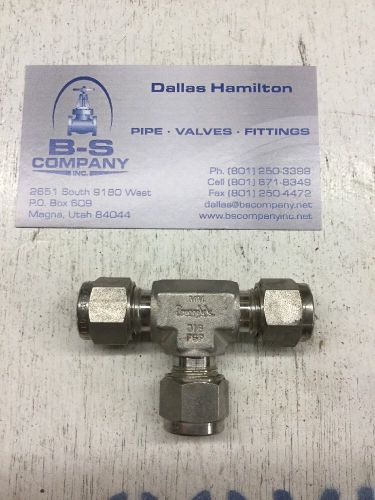 Dallas Hamilton
PIPE · VALVES · FITTINGS
B-S
COMPANY
INC.
2651 South 9180 West
P.O. Box 609
Magna, Utah 84044
Ph. (801) 250-3399
Cell (801) 671-8349
Fax (801) 250-4472
dallas@bscompany.net
www.bscompanyinc.net
316